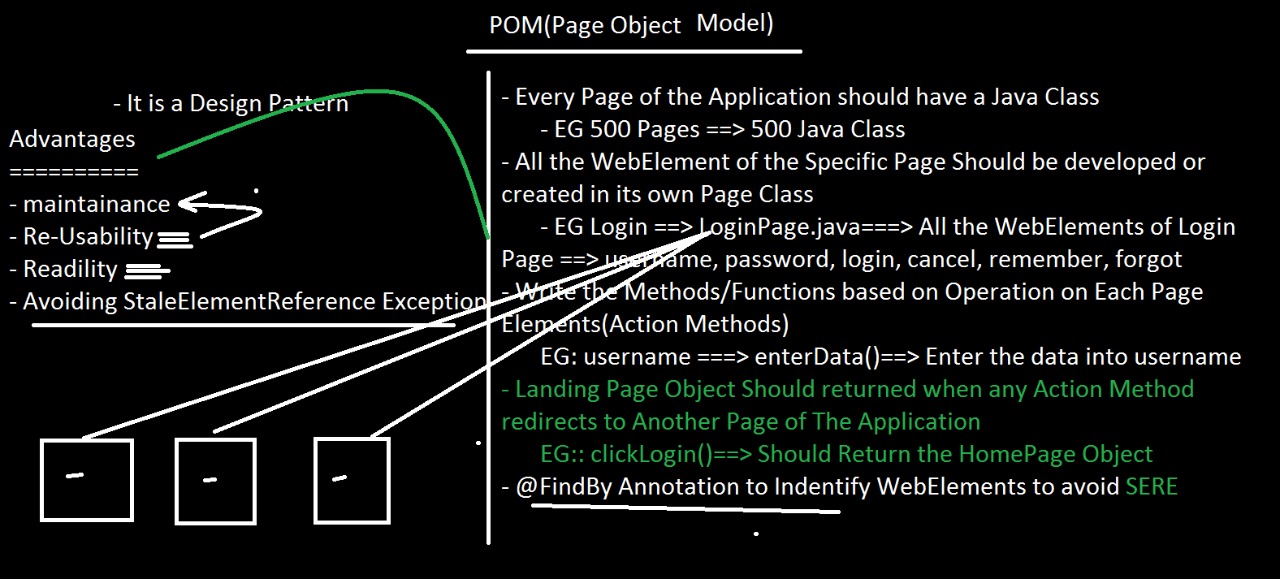 POM(Page Object Model)
- It is a Design Pattern
Advantages
==========
- maintainance
- Re-Usability
- Readility
- Avoiding StaleElementReference Exception
- Every Page of the Application should have a Java Class
- EG 500 Pages ==> 500 Java Class
- All the WebElement of the Specific Page Should be developed or
created in its own Page Class
- EG Login ==> LoginPage.java===> All the WebElements of Login
Page ==> username, password, login, cancel, remember, forgot
- Write the Methods/Functions based on Operation on Each Page
Elements(Action Methods)
EG: username ===> enterData()==> Enter the data into username
- Landing Page Object Should returned when any Action Method
redirects to Another Page of The Application
EG:: clickLogin()==> Should Return the HomePage Object
- @FindBy Annotation to Indentify WebElements to avoid SERE